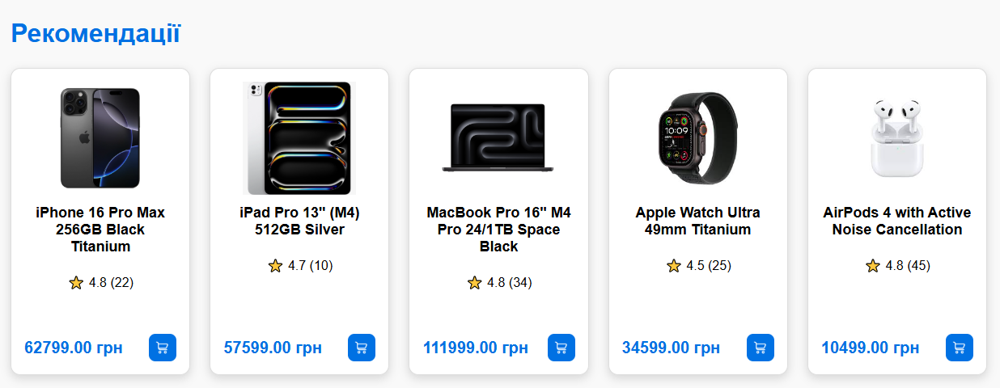 Рекомендації
iPhone 16 Pro Max
256GB Black
Titanium
4.8 (22)
62799.00 грн
iPad Pro 13" (M4)
512GB Silver
4.7 (10)
57599.00 грн
MacBook Pro 16" M4
Pro 24/1TB Space
Black
4.8 (34)
111999.00 грн
10:09
Apple Watch Ultra
49mm Titanium
4.5 (25)
34599.00 грн
AirPods 4 with Active
Noise Cancellation
4.8 (45)
10499.00 грн